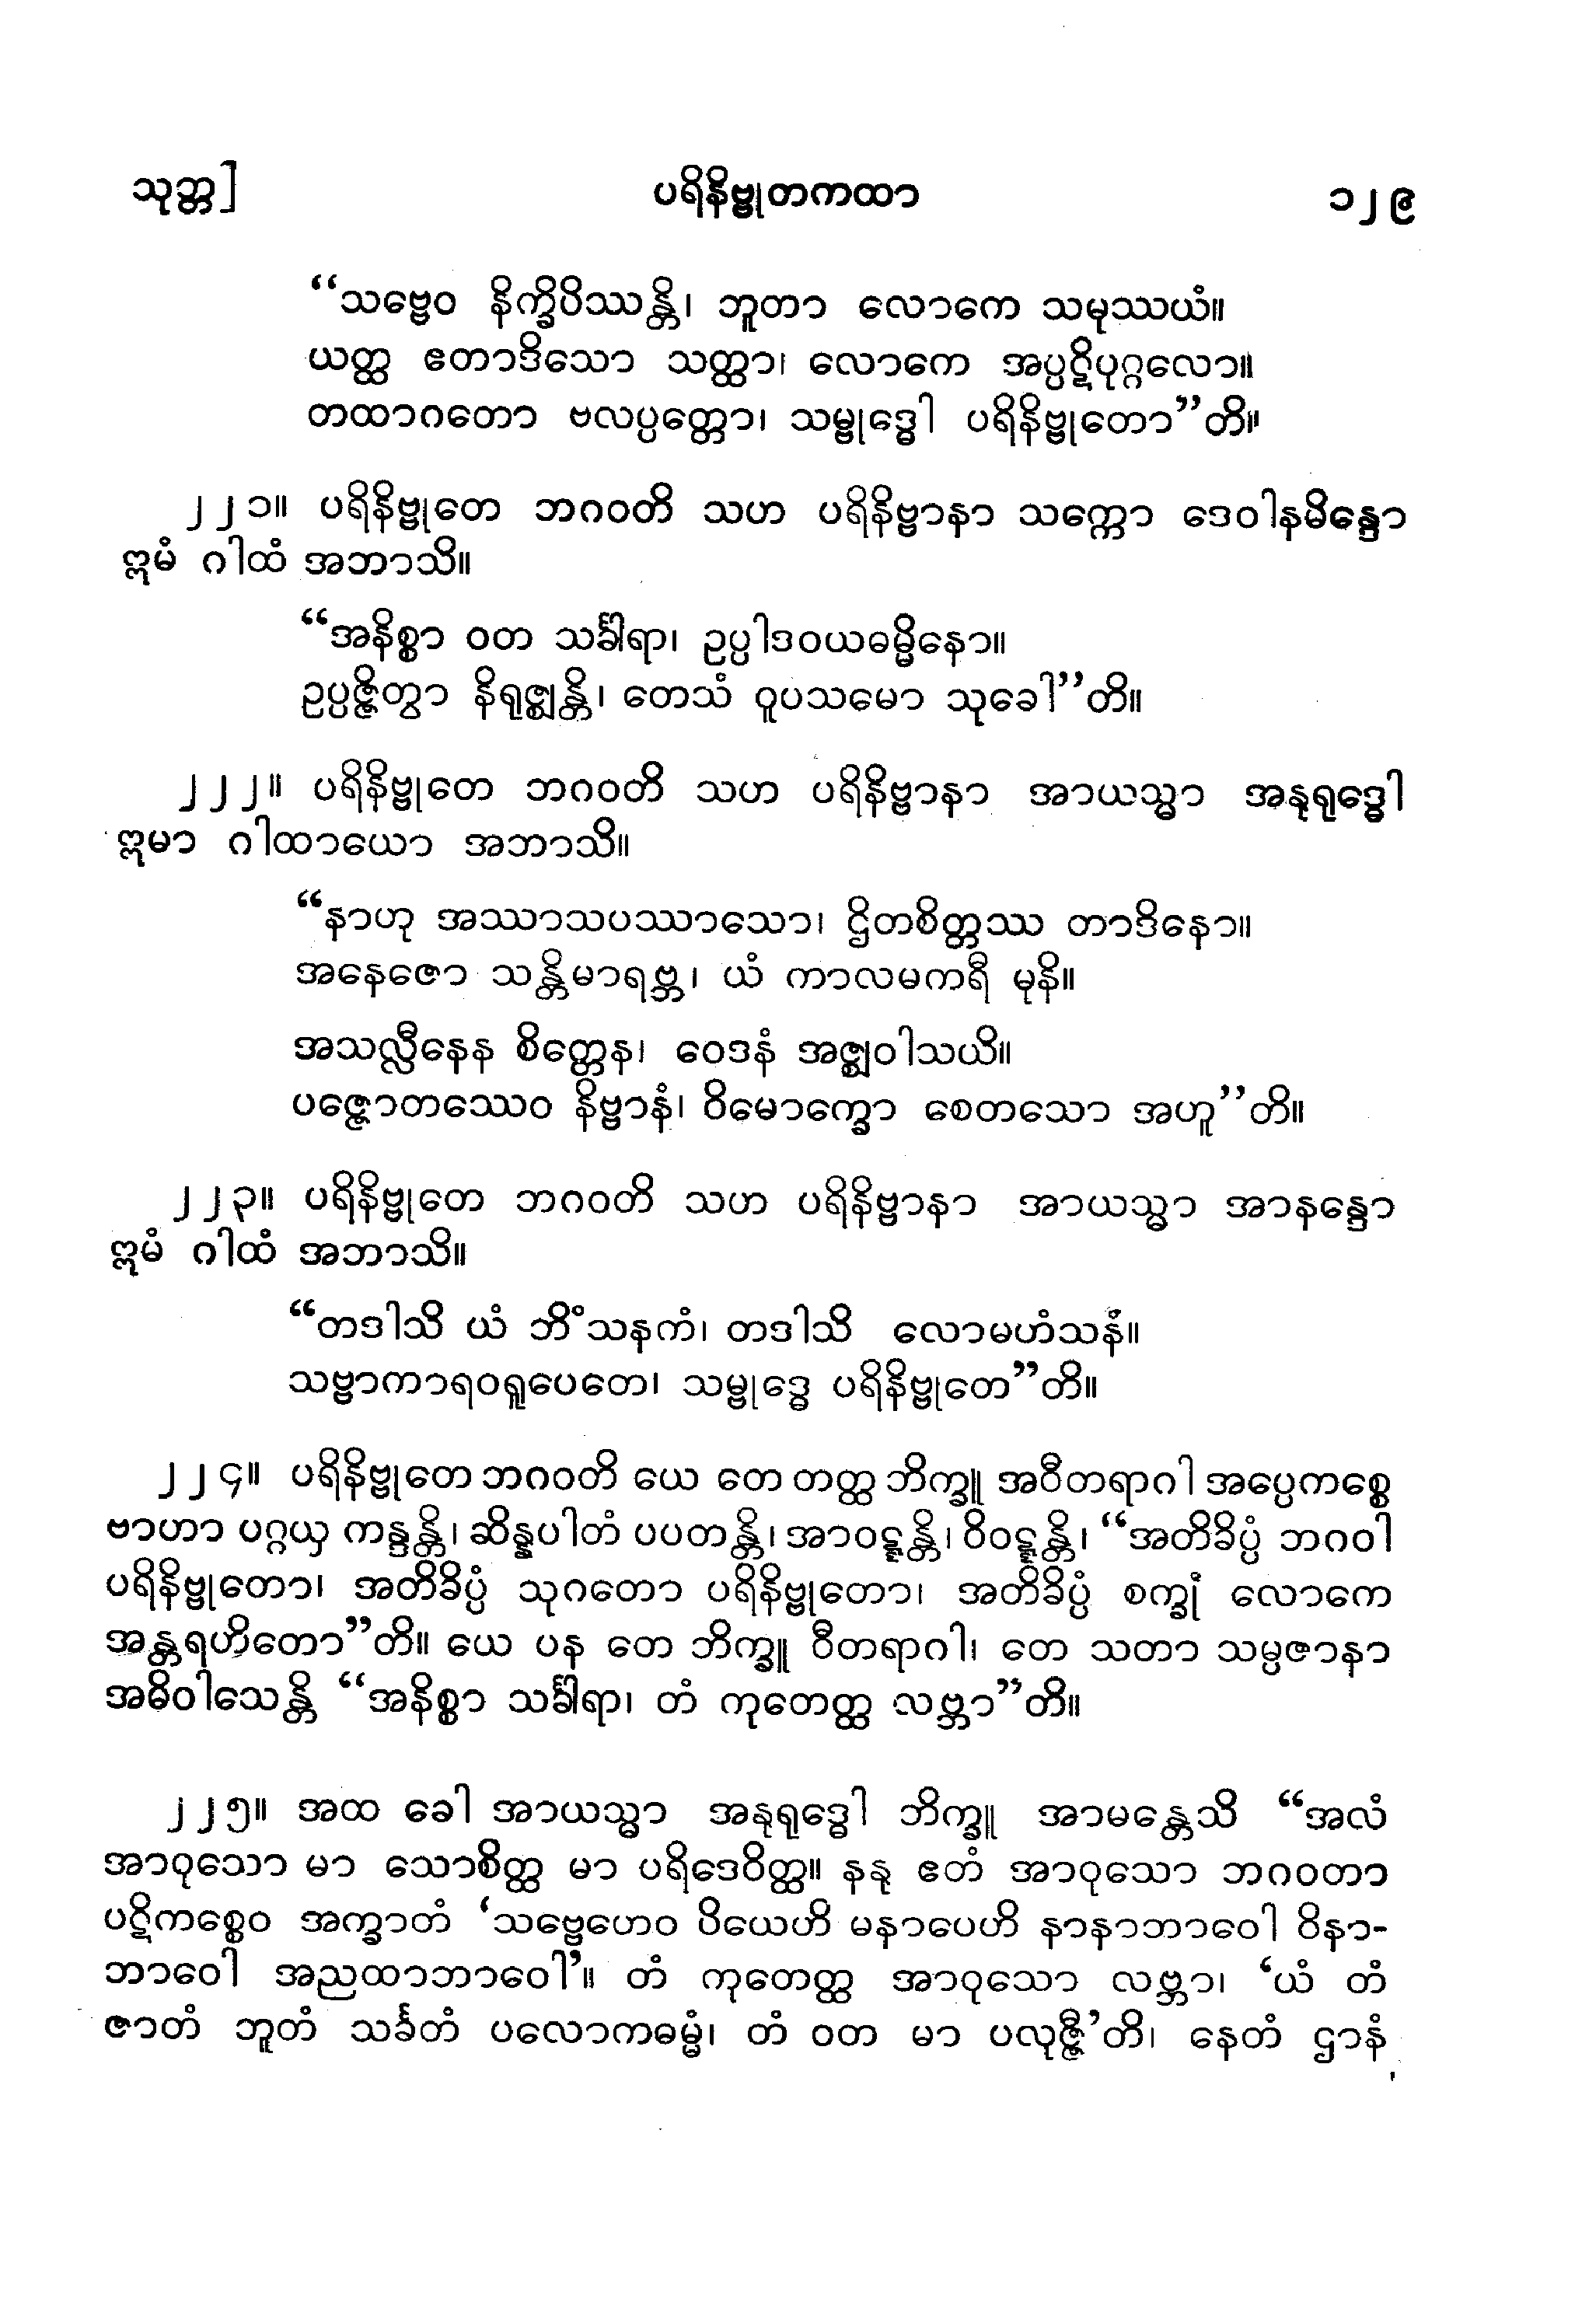 သုတ္တ]
ပရိနိဗ္ဗုတကထာ
၁၂၉
“သဗ္ဗေဝ နိက္ခိပိဿန္တိ၊ ဘူတာ လောကေ သမုဿယံ။
ယတ္ထ ဧတာဒိသော သတ္ထာ၊ လောကေ အပ္ပဋိပုဂ္ဂလော။
တထာဂတော ဗလပ္ပတ္တော၊ သမ္ဗုဒ္ဓေါ ပရိနိဗ္ဗုတော”တိ။
၂၂၁။ ပရိနိဗ္ဗုတေ ဘဂဝတိ သဟ ပရိနိဗ္ဗာနာ သက္ကော ဒေဝါနမိန္ဒော
ဣမံ ဂါထံ အဘာသိ။
“အနိစ္စာ ဝတ သင်္ခါရာ၊ ဥပ္ပါဒဝယဓမ္မိနော။
ဥပ္ပဇ္ဇိတွာ နိရုဇ္ဈန္တိ၊ တေသံ ဝူပသမော သုခေါ”တိ။
၂၂၂။ ပရိနိဗ္ဗုတေ ဘဂဝတိ သဟ ပရိနိဗ္ဗာနာ အာယသ္မာ အနုရုဒ္ဓေါ
ဣမာ ဂါထာယော အဘာသိ။
“နာဟု အဿာသပဿာသော၊ ဌိတစိတ္တဿ တာဒိနော။
အနေဇော သန္တိမာရဗ္ဘ၊ ယံ ကာလမကရီ မုနိ။
အသလ္လီနေန စိတ္တေန၊ ဝေဒနံ အဇ္ဈဝါသယိ။
ပဇ္ဇောတဿေဝ နိဗ္ဗာနံ၊ ဝိမောက္ခော စေတသော အဟူ”တိ။
၂၂၃။ ပရိနိဗ္ဗုတေ ဘဂဝတိ သဟ ပရိနိဗ္ဗာနာ အာယသ္မာ အာနန္ဒော
ဣမံ ဂါထံ အဘာသိ။
“တဒါသိ ယံ ဘိံသနကံ၊ တဒါသိ လောမဟံသနံ။
သဗ္ဗာကာရဝရူပေတေ၊ သမ္ဗုဒ္ဓေ ပရိနိဗ္ဗုတေ”တိ။
၂၂၄။ ပရိနိဗ္ဗုတေ ဘဂဝတိ ယေ တေ တတ္ထ ဘိက္ခူ အဝီတရာဂါ အပ္ပေကစ္စေ
ဗာဟာ ပဂ္ဂယှ ကန္ဒန္တိ၊ ဆိန္နပါတံ ပပတန္တိ၊ အာဝဋ္ဋန္တိ၊ ဝိဝဋ္ဋန္တိ၊ “အတိခိပ္ပံ ဘဂဝါ
ပရိနိဗ္ဗုတော၊ အတိခိပ္ပံ သုဂတော ပရိနိဗ္ဗုတော၊ အတိခိပ္ပံ စက္ခုံ လောကေ
အန္တရဟိတော”တိ။ ယေ ပန တေ ဘိက္ခူ ဝီတရာဂါ၊ တေ သတာ သမ္ပဇာနာ
အဓိဝါသေန္တိ “အနိစ္စာ သင်္ခါရာ၊ တံ ကုတေတ္ထ လဗ္ဘာ”တိ။
၂၂၅။ အထ ခေါ အာယသ္မာ အနုရုဒ္ဓေါ ဘိက္ခူ အာမန္တေသိ “အလံ
အာဝုသော မာ သောစိတ္ထ မာ ပရိဒေဝိတ္ထ။ နနု ဧတံ အာဝုသော ဘဂဝတာ
ပဋိကစ္စေဝ အက္ခာတံ ‘သဗ္ဗေဟေဝ ပိယေဟိ မနာပေဟိ နာနာဘာဝေါ ဝိနာ-
ဘာဝေါ အညထာဘာဝေါ’။ တံ ကုတေတ္ထ အာဝုသော လဗ္ဘာ၊ ‘ယံ တံ
ဇာတံ ဘူတံ သင်္ခတံ ပလောကဓမ္မံ၊ တံ ဝတ မာ ပလုဇ္ဇီ’တိ၊ နေတံ ဌာနံ